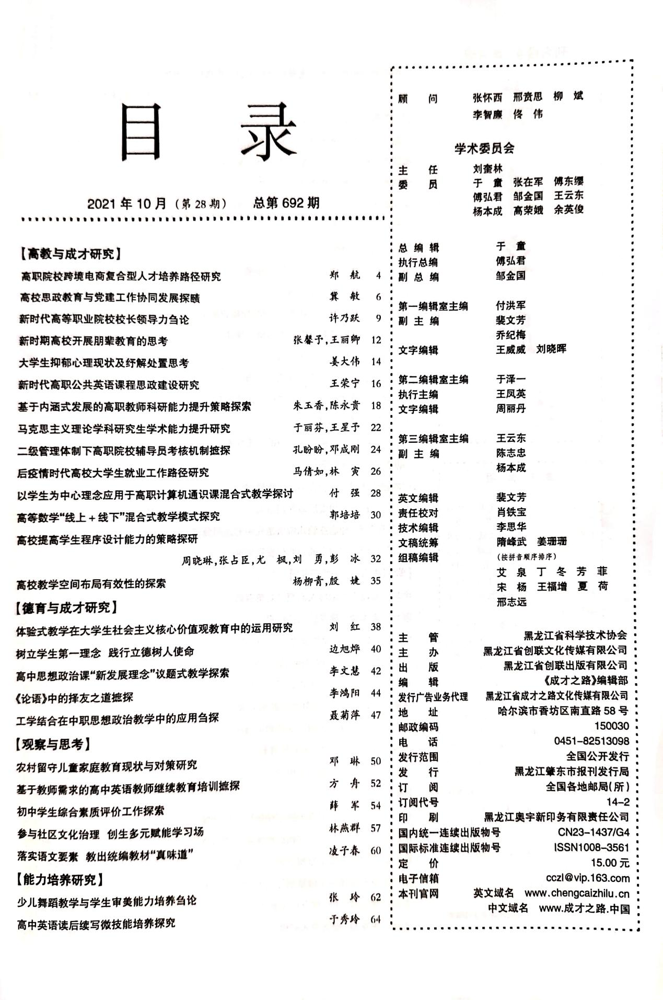 目 录
2021 年 10 月（第 28 期） 总第 692 期
【高教与成才研究】
高职院校跨境电商复合型人才培养路径研究 郑 航 4
高校思政教育与党建工作协同发展探赜 龚 敏 6
新时代高等职业院校校长领导力刍论 许乃跃 9
新时期高校开展朋辈教育的思考 张馨予,王丽卿 12
大学生抑郁心理现状及纾解处置思考 姜大伟 14
新时代高职公共英语课程思政建设研究 王荣宁 16
基于内涵式发展的高职教师科研能力提升策略探索 朱玉香,陈永贵 18
马克思主义理论学科研究生学术能力提升研究 于丽芬,王星予 22
二级管理体制下高职院校辅导员考核机制摭探 孔盼盼,邓成刚 24
后疫情时代高校大学生就业工作路径研究 马倩如,林 寅 26
以学生为中心理念应用于高职计算机通识课混合式教学探讨 付 强 28
高等数学“线上+线下”混合式教学模式探究 郭培培 30
高校提高学生程序设计能力的策略探研
周晓琳,张占臣,尤 枫,刘 勇,彭 冰 32
高校教学空间布局有效性的探索 杨柳青,殷 婕 35
【德育与成才研究】
体验式教学在大学生社会主义核心价值观教育中的运用研究 刘 红 38
树立学生第一理念 践行立德树人使命 边旭烨 40
高中思想政治课“新发展理念”议题式教学探索 李文慧 42
《论语》中的择友之道摭探 李鸿阳 44
工学结合在中职思想政治教学中的应用刍探 聂菊萍 47
【观察与思考】
农村留守儿童家庭教育现状与对策研究 邓 琳 50
基于教师需求的高中英语教师继续教育培训摭探 方 舟 52
初中学生综合素质评价工作探索 薛 军 54
参与社区文化治理 创生多元赋能学习场 林燕群 57
落实语文要素 教出统编教材“真味道” 凌子春 60
【能力培养研究】
少儿舞蹈教学与学生审美能力培养刍论 张 玲 62
高中英语读后续写微技能培养探究 于秀玲 64
顾 问 张怀西 邢贲思 柳 斌
李智廉 佟 伟
学术委员会
主 任 刘奎林
委 员 于 童 张在军 傅东缨
傅弘君 邹金国 王云东
杨本成 高荣娥 余英俊
总 编 辑 于 童
执行总编 傅弘君
副 总 编 邹金国
第一编辑室主编 付洪军
副 主 编 裴文芳
乔纪梅
文字编辑 王威威 刘晓晖
第二编辑室主编 于泽一
执行主编 王凤英
文字编辑 周丽丹
第三编辑室主编 王云东
副 主 编 陈志忠
杨本成
英文编辑 裴文芳
责任校对 肖铁宝
技术编辑 李思华
文稿统筹 隋峰武 姜珊珊
组稿编辑 （按拼音顺序排序）
艾 泉 丁 冬 芳 菲
宋 杨 王福增 夏 荷
邢志远
主 管 黑龙江省科学技术协会
主 办 黑龙江省创联文化传媒有限公司
出 版 黑龙江省创联出版有限公司
编 辑 《成才之路》编辑部
发行广告业务代理 黑龙江省成才之路文化传媒有限公司
地 址 哈尔滨市香坊区南直路 58 号
邮政编码 150030
电 话 0451-82513098
发行范围 全国公开发行
发 行 黑龙江肇东市报刊发行局
订 阅 全国各地邮局（所）
订阅代号 14-2
印 刷 黑龙江奥宇新印务有限责任公司
国内统一连续出版物号 CN23-1437/G4
国际标准连续出版物号 ISSN1008-3561
定 价 15.00 元
电子信箱 cczl@vip.163.com
本刊官网 英文域名 www.chengcaizhilu.cn
中文域名 www.成才之路.中国